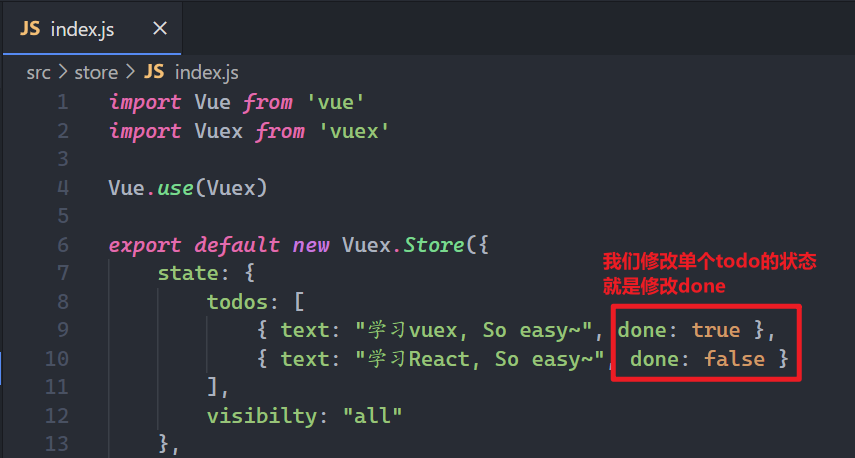 JS index.js ×
src > store > JS index.js
1 import Vue from 'vue'
2 import Vuex from 'vuex'
3
4 Vue.use(Vuex)
5
6 export default new Vuex.Store({
7 state: {
我们修改单个todo的状态
就是修改done
8 todos: [
9 { text: "学习vuex, So easy~", done: true },
10 { text: "学习React, So easy~", done: false }
11 ],
12 visibilty: "all"
13 },